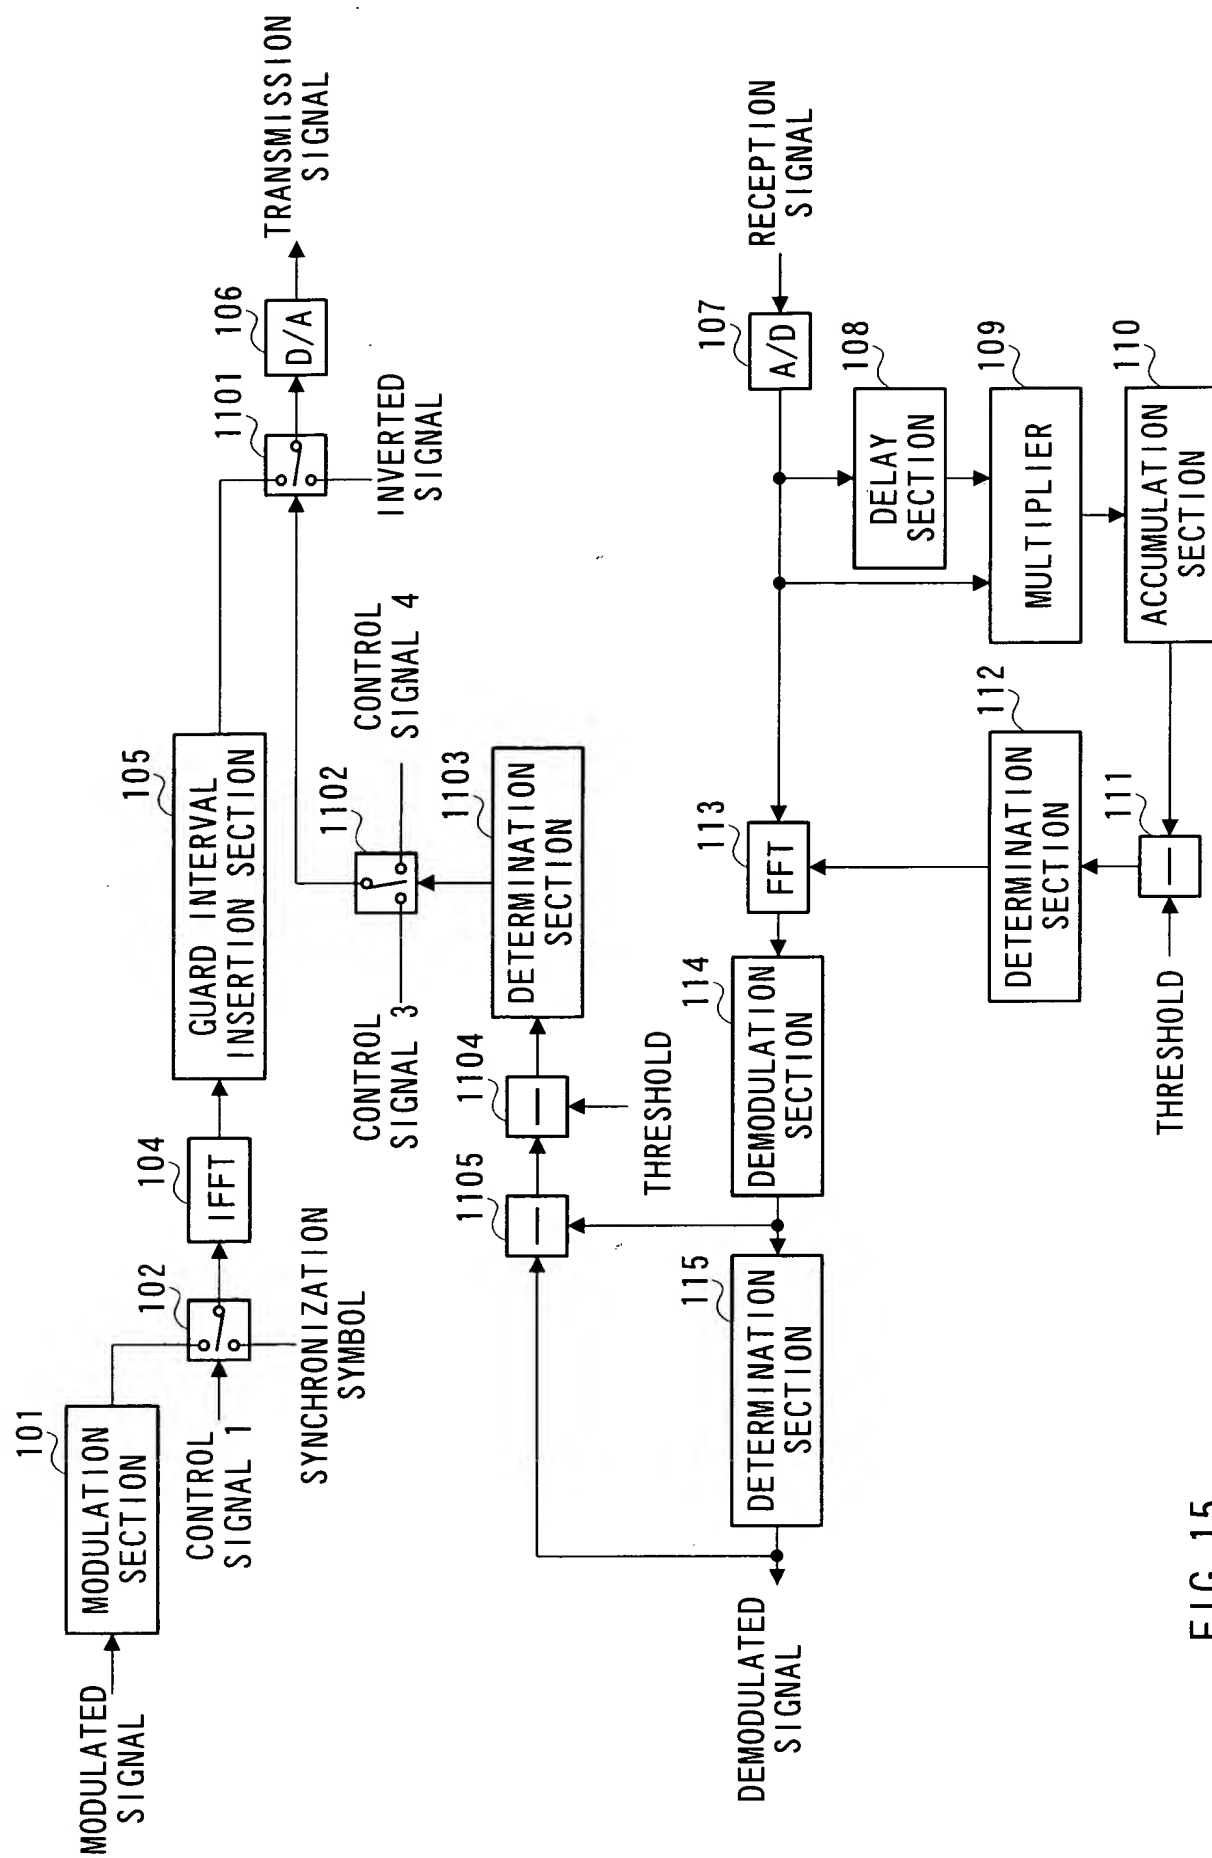 MODULATED
SIGNAL
101
MODULATION
SECTION
CONTROL
SIGNAL 1
102
SYNCHRONIZATION
SYMBOL
104
IFFT
105
GUARD INTERVAL
INSERTION SECTION
1101
INVERTED
SIGNAL
106
D/A
TRANSMISSION
SIGNAL
CONTROL
SIGNAL 3
1102
CONTROL
SIGNAL 4
1105
1104
THRESHOLD
1103
DETERMINATION
SECTION
DEMODULATED
SIGNAL
115
DETERMINATION
SECTION
114
DEMODULATION
SECTION
113
FFT
107
A/D
RECEPTION
SIGNAL
108
DELAY
SECTION
109
MULTIPLIER
110
ACCUMULATION
SECTION
112
DETERMINATION
SECTION
111
THRESHOLD
FIG. 15